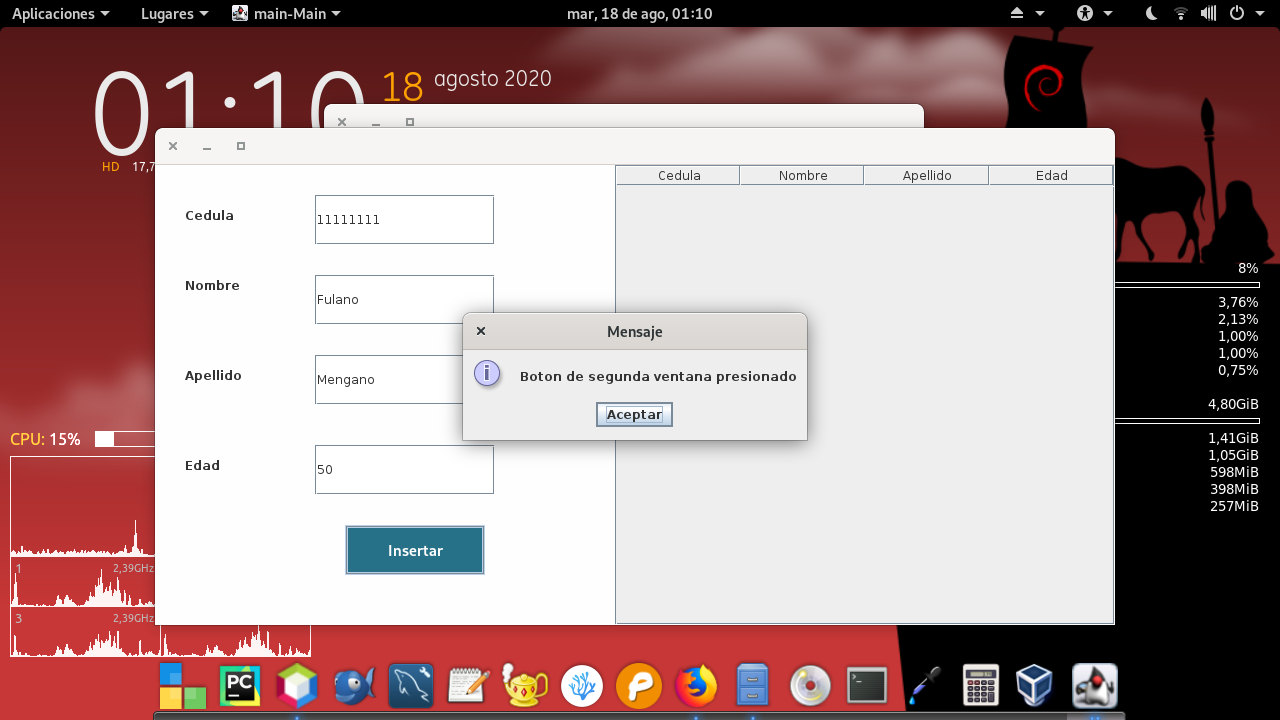 Aplicaciones Lugares main-Main mar, 18 de ago, 01:10
01:10 18 agosto 2020
HD 17,7
Cedula Nombre Apellido Edad
Cedula 11111111
Nombre Fulano
Mensaje
Boton de segunda ventana presionado
Aceptar
Apellido Mengano
Edad 50
Insertar
8%
3,76%
2,13%
1,00%
1,00%
0,75%
4,80GiB
1,41GiB
1,05GiB
598MiB
398MiB
257MiB
CPU: 15%
1 2,39GHz
3 2,39GHz
PC